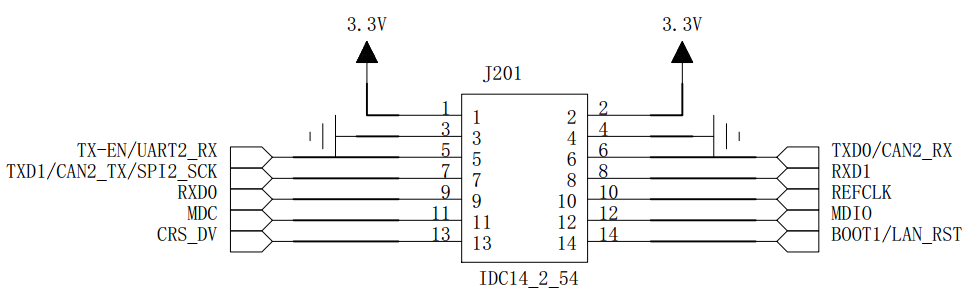 3.3V 3.3V
J201
1 1 2 2
3 3 4 4
TX-EN/UART2_RX 5 5 6 6 TXD0/CAN2_RX
TXD1/CAN2_TX/SPI2_SCK 7 7 8 8 RXD1
RXD0 9 9 10 10 REFCLK
MDC 11 11 12 12 MDIO
CRS_DV 13 13 14 14 BOOT1/LAN_RST
IDC14_2_54